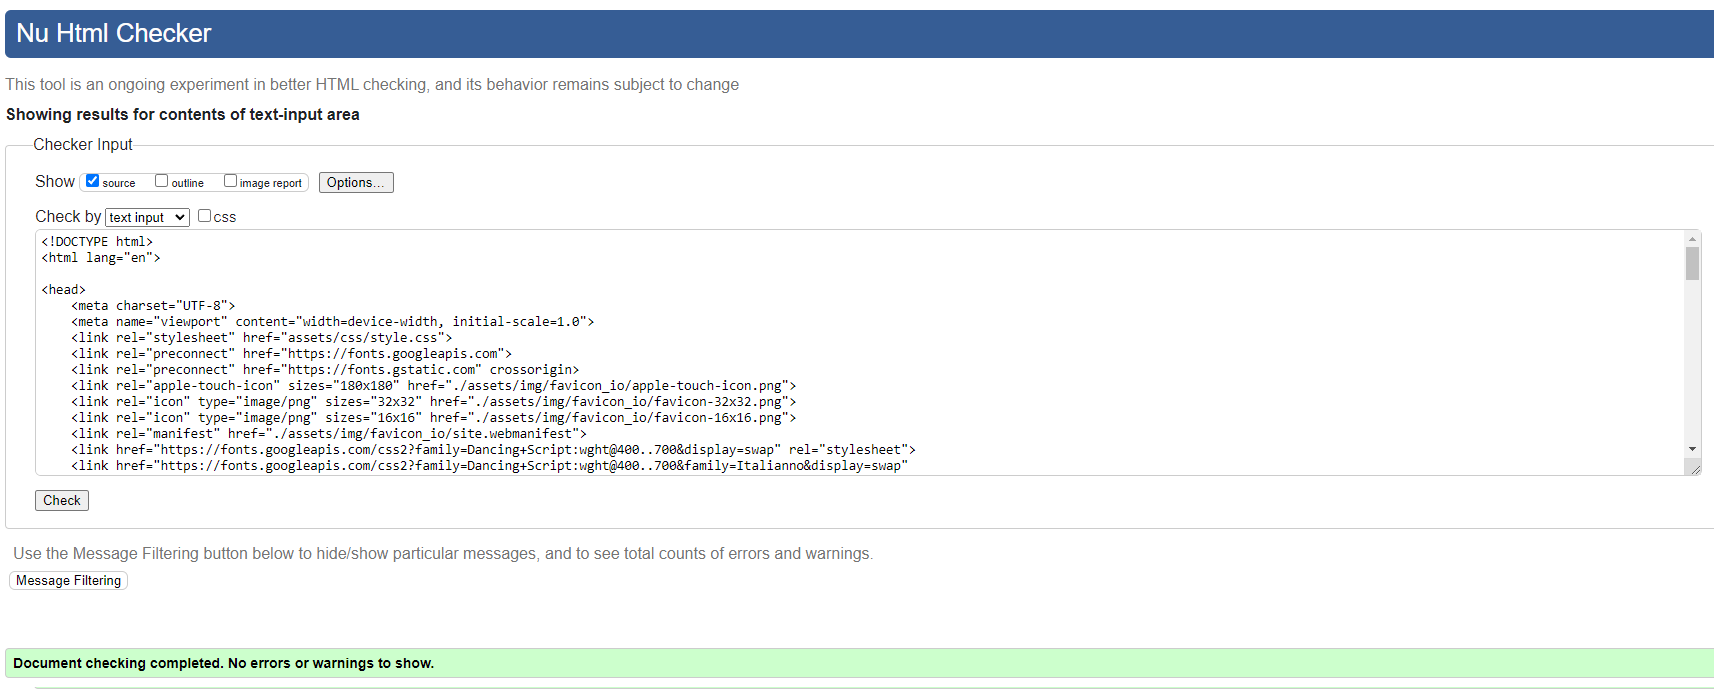 Nu Html Checker
This tool is an ongoing experiment in better HTML checking, and its behavior remains subject to change
Showing results for contents of text-input area
Checker Input
Show source outline image report Options...
Check by text input css
<!DOCTYPE html>
<html lang="en">
<head>
<meta charset="UTF-8">
<meta name="viewport" content="width=device-width, initial-scale=1.0">
<link rel="stylesheet" href="assets/css/style.css">
<link rel="preconnect" href="https://fonts.googleapis.com">
<link rel="preconnect" href="https://fonts.gstatic.com" crossorigin>
<link rel="apple-touch-icon" sizes="180x180" href="./assets/img/favicon_io/apple-touch-icon.png">
<link rel="icon" type="image/png" sizes="32x32" href="./assets/img/favicon_io/favicon-32x32.png">
<link rel="icon" type="image/png" sizes="16x16" href="./assets/img/favicon_io/favicon-16x16.png">
<link rel="manifest" href="./assets/img/favicon_io/site.webmanifest">
<link href="https://fonts.googleapis.com/css2?family=Dancing+Script:wght@400..700&display=swap" rel="stylesheet">
<link href="https://fonts.googleapis.com/css2?family=Dancing+Script:wght@400..700&family=Italianno&display=swap"
Check
Use the Message Filtering button below to hide/show particular messages, and to see total counts of errors and warnings.
Message Filtering
Document checking completed. No errors or warnings to show.